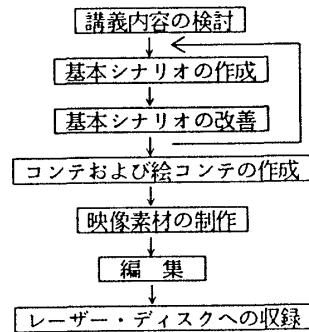 講義内容の検討
基本シナリオの作成
基本シナリオの改善
コンテおよび絵コンテの作成
映像素材の制作
編 集
レーザー・ディスクへの収録